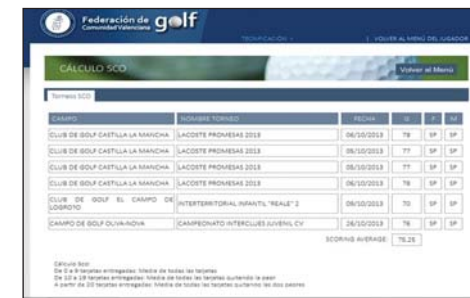 Federación de golf
Comunidad Valenciana
TECNIFICACIÓN
| VOLVER AL MENÚ DEL JUGADOR
CÁLCULO SCO
Volver al Menú
Torneos SCO
CAMPO NOMBRE TORNEO FECHA G P M
CLUB DE GOLF CASTILLA LA MANCHA LACOSTE PROMESAS 2013 06/10/2013 78 SP SP
CLUB DE GOLF CASTILLA LA MANCHA LACOSTE PROMESAS 2013 05/10/2013 77 SP SP
CLUB DE GOLF CASTILLA LA MANCHA LACOSTE PROMESAS 2013 05/10/2013 77 SP SP
CLUB DE GOLF CASTILLA LA MANCHA LACOSTE PROMESAS 2013 06/10/2013 78 SP SP
CLUB DE GOLF EL CAMPO DE LOGROÑO INTERTERRITORIAL INFANTIL "REALE" 2 09/10/2013 70 SP SP
CAMPO DE GOLF OLIVA-NOVA CAMPEONATO INTERCLUBES JUVENIL CV 26/10/2013 76 SP SP
SCORING AVERAGE: 75,25
Cálculo Sco:
De 0 a 9 tarjetas entregadas: Media de todas las tarjetas
De 10 a 19 tarjetas entregadas: Media de todas las tarjetas quitando la peor
A partir de 20 tarjetas entregadas: Media de todas las tarjetas quitando las dos peores